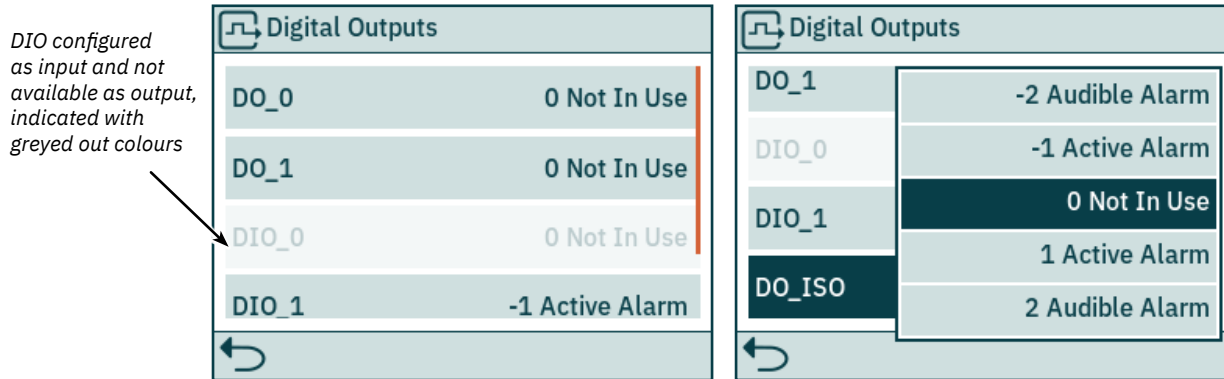 DIO configured
as input and not
available as output,
indicated with
greyed out colours
Digital Outputs
DO_0 0 Not In Use
DO_1 0 Not In Use
DIO_0 0 Not In Use
DIO_1 -1 Active Alarm
Digital Outputs
DO_1
DIO_0
DIO_1
DO_ISO
-2 Audible Alarm
-1 Active Alarm
0 Not In Use
1 Active Alarm
2 Audible Alarm